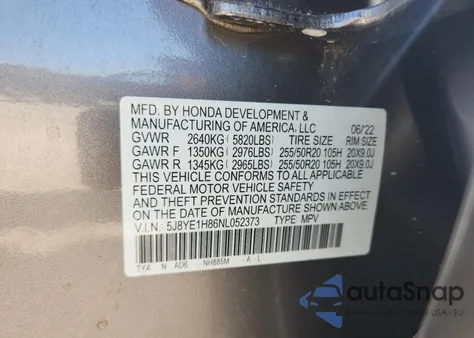 MFD. BY HONDA DEVELOPMENT &
MANUFACTURING OF AMERICA, LLC 06/22
GVWR 2640KG (5820LBS) TIRE SIZE RIM SIZE
GAWR F 1350KG (2976LBS) 255/50R20 105H 20X9.0J
GAWR R 1345KG (2965LBS) 255/50R20 105H 20X9.0J
THIS VEHICLE CONFORMS TO ALL APPLICABLE
FEDERAL MOTOR VEHICLE SAFETY
AND THEFT PREVENTION STANDARDS IN EFFECT ON
THE DATE OF MANUFACTURE SHOWN ABOVE.
V.I.N.: 5J8YE1H86NL052373 TYPE: MPV
TYA N AD6 NH885M -A -L
autoSnap